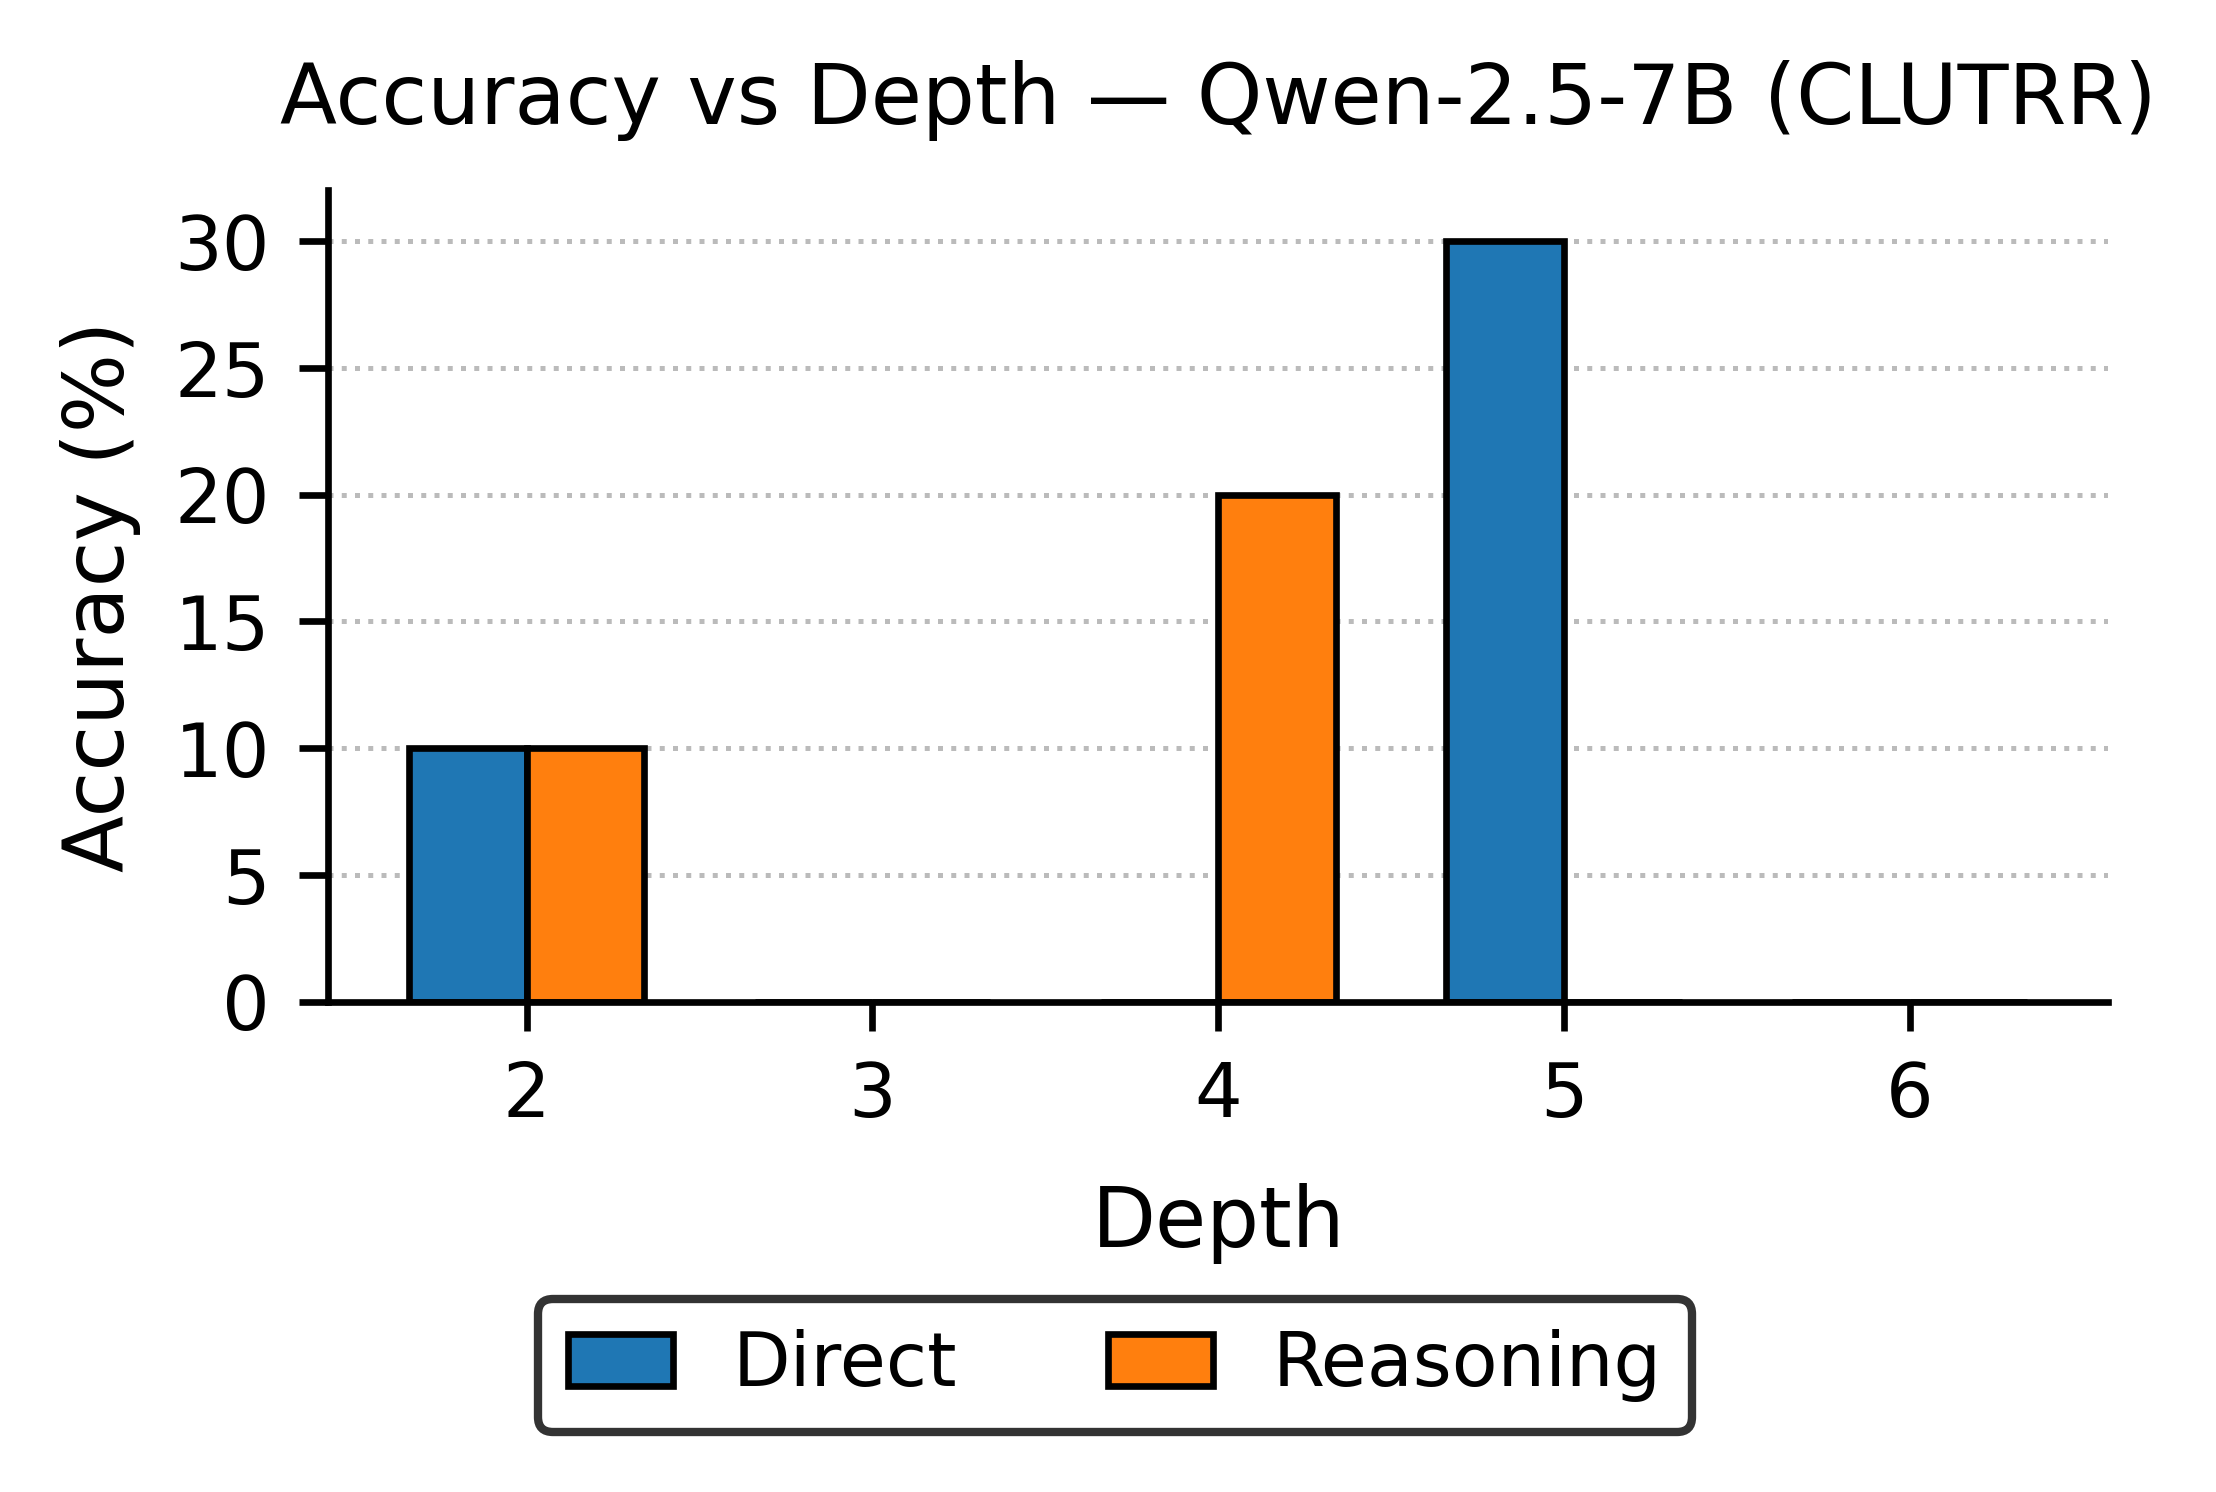 Accuracy vs Depth — Qwen-2.5-7B (CLUTRR)
Accuracy (%)
30
25
20
15
10
5
0
2 3 4 5 6
Depth
Direct Reasoning